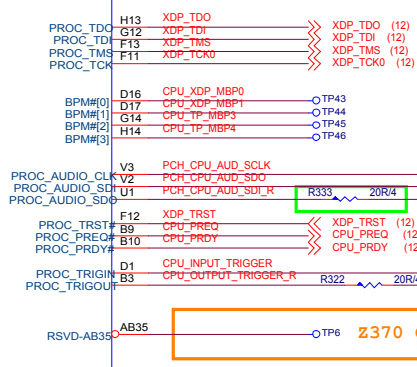 PROC_TDO H13 XDP_TDO XDP_TDO (12)
PROC_TDI G12 XDP_TDI XDP_TDI (12)
PROC_TMS F13 XDP_TMS XDP_TMS (12)
PROC_TCK F11 XDP_TCK0 XDP_TCK0 (12)
BPM#[0] D16 CPU_XDP_MBP0 TP43
BPM#[1] D17 CPU_XDP_MBP1 TP44
BPM#[2] G14 CPU_TP_MBP3 TP45
BPM#[3] H14 CPU_TP_MBP4 TP46
PROC_AUDIO_CLK V3 PCH_CPU_AUD_SCLK
PROC_AUDIO_SDI V2 PCH_CPU_AUD_SDO
PROC_AUDIO_SDO U1 PCH_CPU_AUD_SDI_R R333 20R/4
PROC_TRST# F12 XDP_TRST XDP_TRST (12)
PROC_PREQ# B9 CPU_PREQ CPU_PREQ (12
PROC_PRDY# B10 CPU_PRDY CPU_PRDY (12
PROC_TRIGIN D1 CPU_INPUT_TRIGGER
PROC_TRIGOUT B3 CPU_OUTPUT_TRIGGER_R R322 20R/
RSVD-AB35 AB35 TP6 Z370